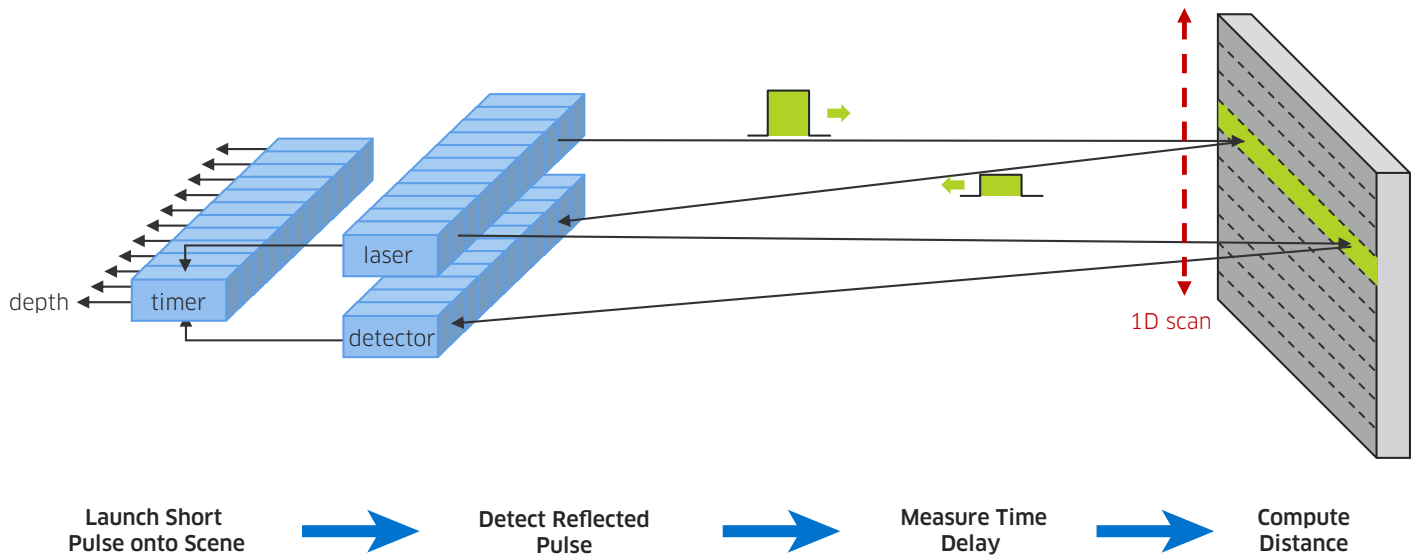 laser
depth
timer
detector
1D scan
Launch Short
Pulse onto Scene
Detect Reflected
Pulse
Measure Time
Delay
Compute
Distance